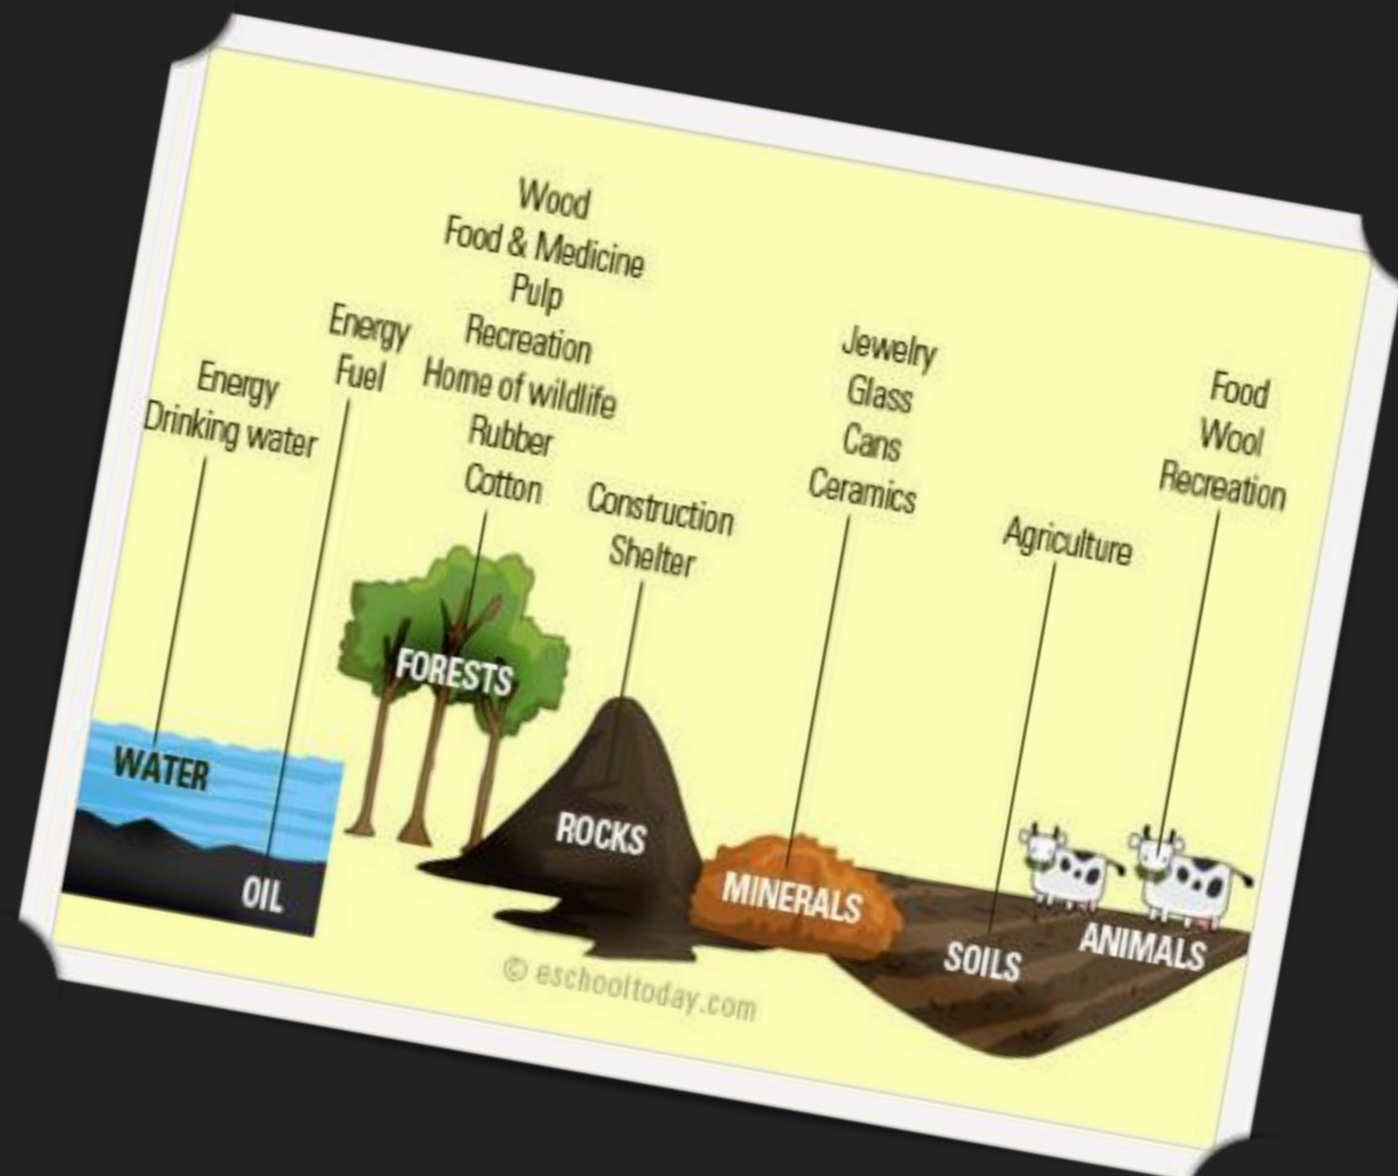 Wood
Food & Medicine
Pulp
Recreation
Home of wildlife
Rubber
Cotton
Energy
Fuel
Energy
Drinking water
Construction
Shelter
Jewelry
Glass
Cans
Ceramics
Agriculture
Food
Wool
Recreation
FORESTS
WATER
OIL
ROCKS
MINERALS
SOILS
ANIMALS
© eschooltoday.com